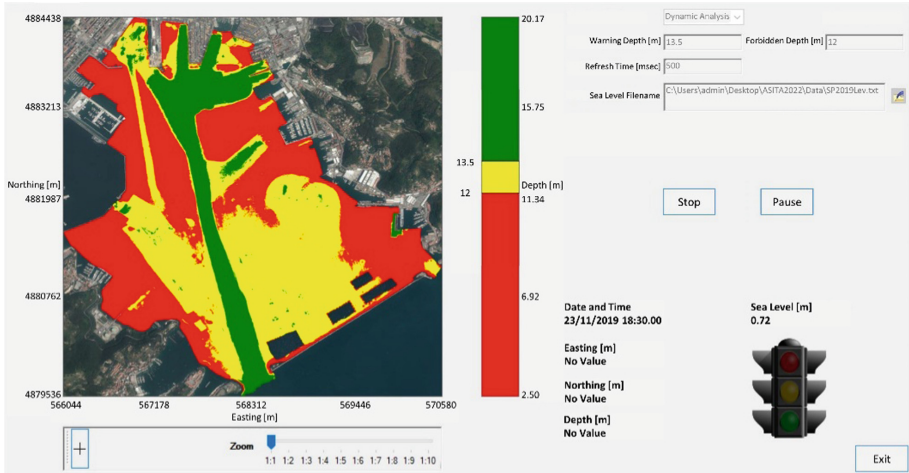 4884438
4883213
Northing [m]
4881987
4880762
4879536
566044 567178 568312 569446 570580
Easting [m]
20.17
15.75
13.5
Depth [m]
12
11.34
6.92
2.50
Dynamic Analysis
Warning Depth [m] 13.5 Forbidden Depth [m] 12
Refresh Time [msec] 500
Sea Level Filename C:\Users\admin\Desktop\ASITA2022\Data\SP2019Lev.txt
Stop Pause
Date and Time Sea Level [m]
23/11/2019 18:30.00 0.72
Easting [m]
No Value
Northing [m]
No Value
Depth [m]
No Value
Zoom
1:1 1:2 1:3 1:4 1:5 1:6 1:7 1:8 1:9 1:10
Exit